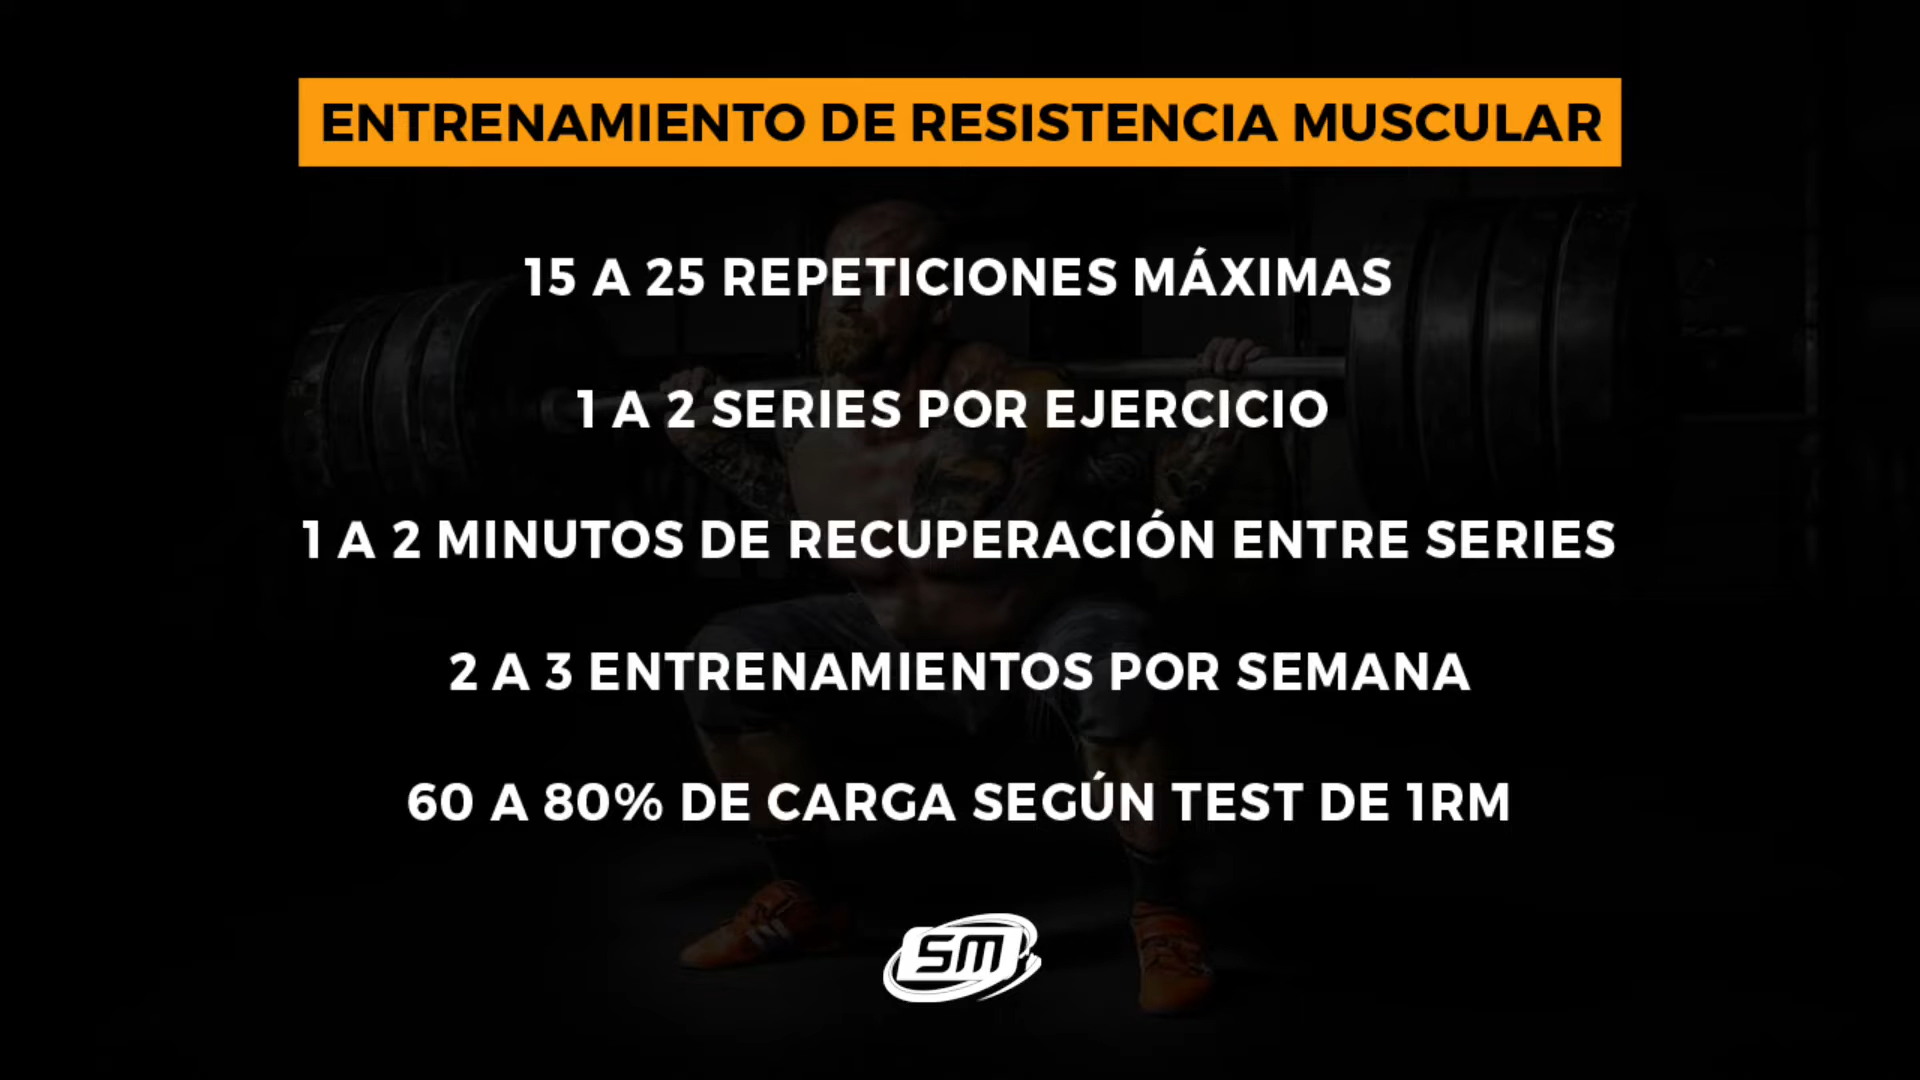 ENTRENAMIENTO DE RESISTENCIA MUSCULAR
15 A 25 REPETICIONES MÁXIMAS
1 A 2 SERIES POR EJERCICIO
1 A 2 MINUTOS DE RECUPERACIÓN ENTRE SERIES
2 A 3 ENTRENAMIENTOS POR SEMANA
60 A 80% DE CARGA SEGÚN TEST DE 1RM
SM